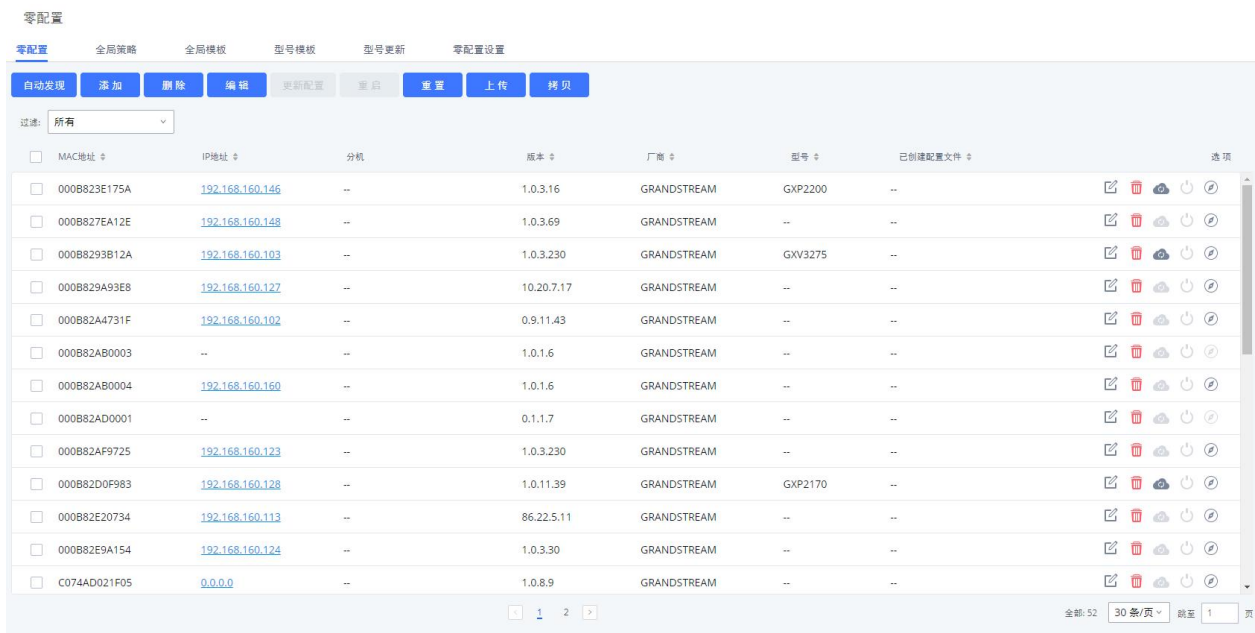 零配置
零配置 全局策略 全局模板 型号模板 型号更新 零配置设置
自动发现 添加 删除 编辑 更新配置 重启 重置 上传 拷贝
过滤: 所有
MAC地址 IP地址 分机 版本 厂商 型号 已创建配置文件 选项
000B823E175A 192.168.160.146 -- 1.0.3.16 GRANDSTREAM GXP2200 --
000B827EA12E 192.168.160.148 -- 1.0.3.69 GRANDSTREAM -- --
000B8293B12A 192.168.160.103 -- 1.0.3.230 GRANDSTREAM GXV3275 --
000B829A93E8 192.168.160.127 -- 10.20.7.17 GRANDSTREAM -- --
000B82A4731F 192.168.160.102 -- 0.9.11.43 GRANDSTREAM -- --
000B82AB0003 -- -- 1.0.1.6 GRANDSTREAM -- --
000B82AB0004 192.168.160.160 -- 1.0.1.6 GRANDSTREAM -- --
000B82AD0001 -- -- 0.1.1.7 GRANDSTREAM -- --
000B82AF9725 192.168.160.123 -- 1.0.3.230 GRANDSTREAM -- --
000B82D0F983 192.168.160.128 -- 1.0.11.39 GRANDSTREAM GXP2170 --
000B82E20734 192.168.160.113 -- 86.22.5.11 GRANDSTREAM -- --
000B82E9A154 192.168.160.124 -- 1.0.3.30 GRANDSTREAM -- --
C074AD021F05 0.0.0.0 -- 1.0.8.9 GRANDSTREAM -- --
< 1 2 > 全部: 52 30 条/页 跳至 1 页